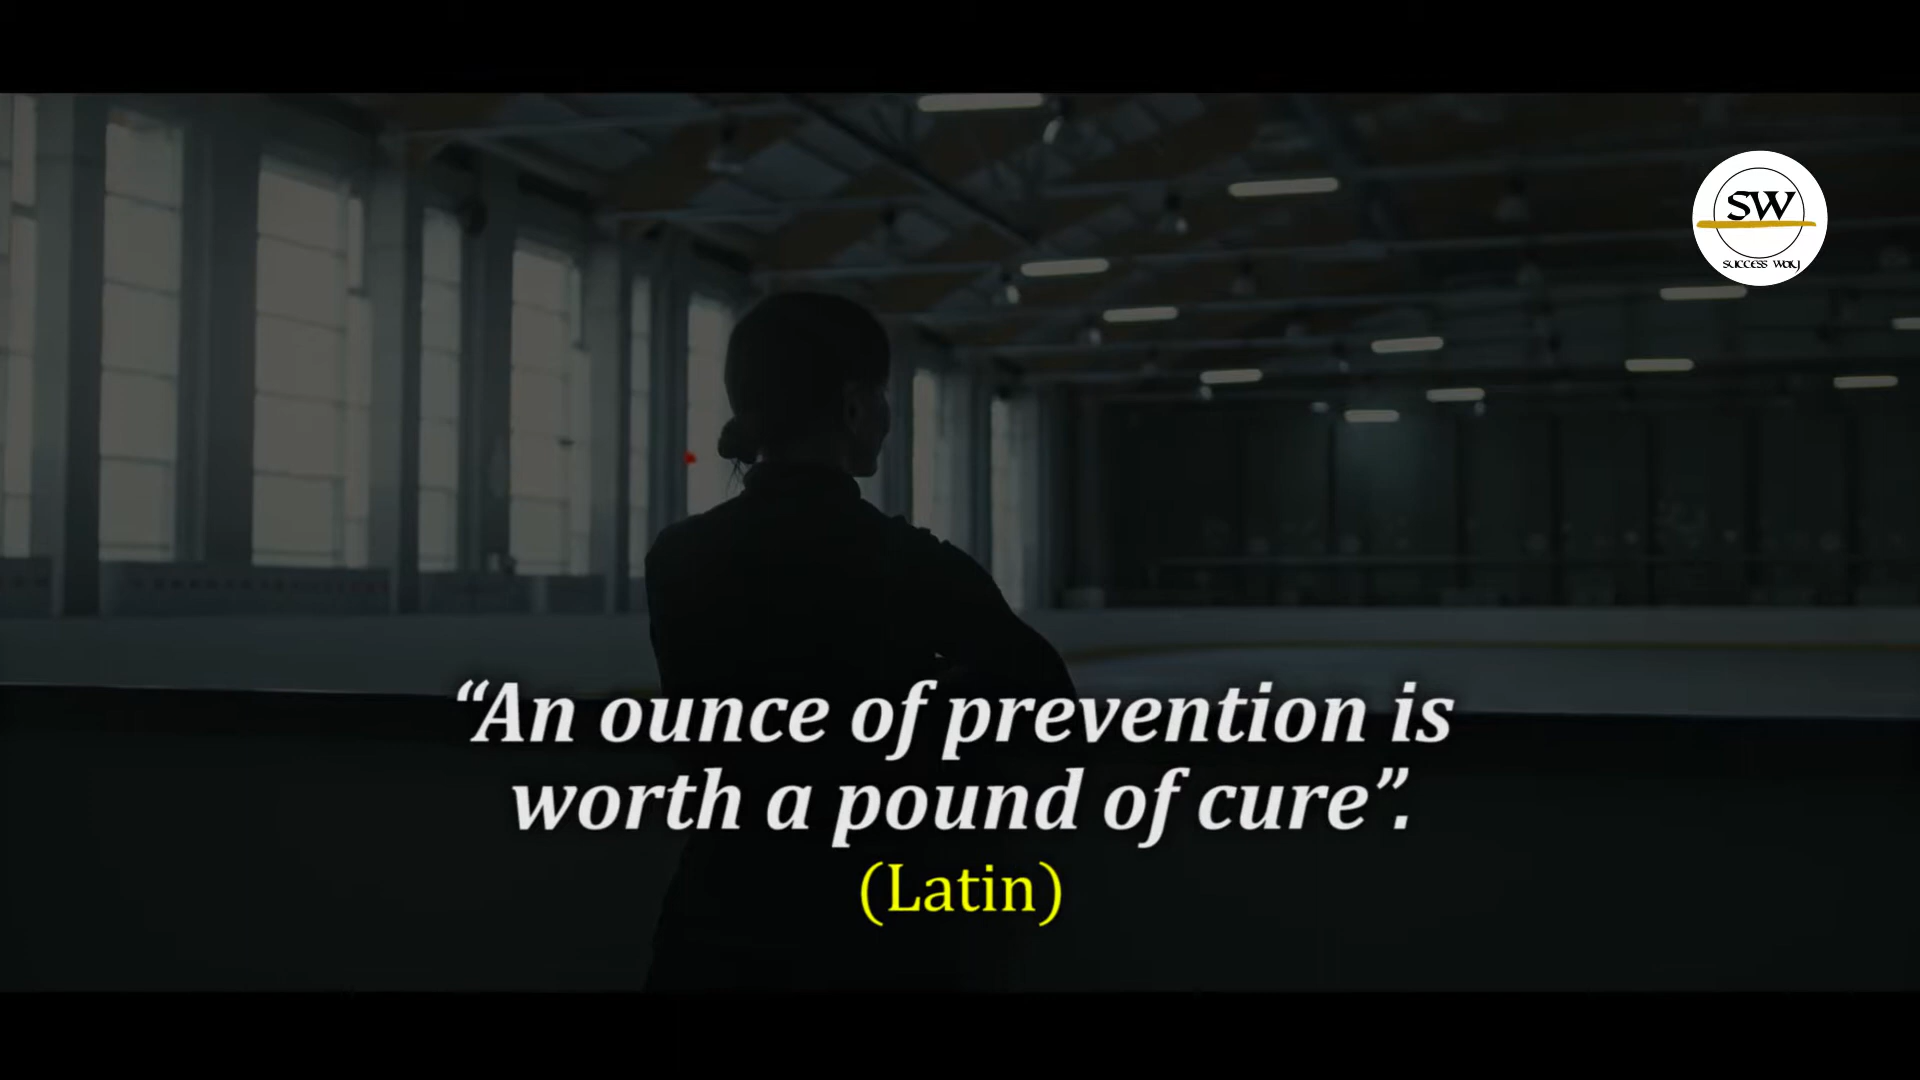 SW
success way
“An ounce of prevention is
worth a pound of cure”.
(Latin)